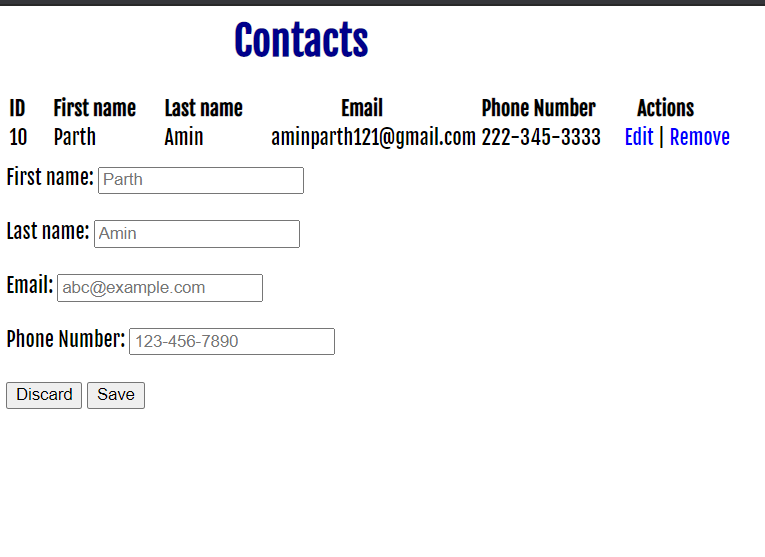 Contacts
ID First name Last name Email Phone Number Actions
10 Parth Amin aminparth121@gmail.com 222-345-3333 Edit | Remove
First name: Parth
Last name: Amin
Email: abc@example.com
Phone Number: 123-456-7890
Discard Save